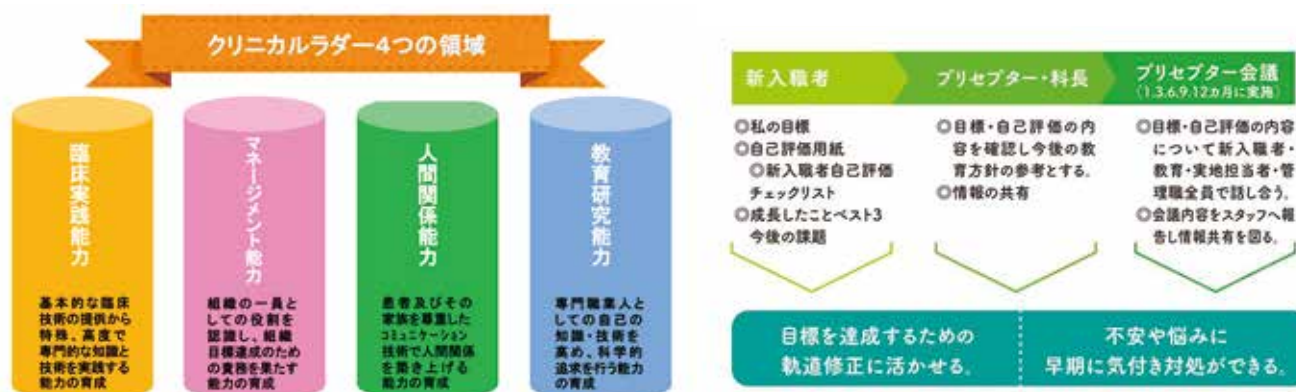 クリニカルラダー4つの領域
臨床実践能力
基本的な臨床
技術の提供から
特殊、高度で
専門的な知識と
技術を実践する
能力の育成
マネージメント能力
組織の一員と
しての役割を
認識し、組織
目標達成のため
の責務を果たす
能力の育成
人間関係能力
患者及びその
家族を尊重した
コミュニケーション
技術で人間関係
を築き上げる
能力の育成
教育研究能力
専門職業人と
しての自己の
知識・技術を
高め、科学的
追求を行う能力
の育成
新入職者
◎私の目標
◎自己評価用紙
◎新入職者自己評価
チェックリスト
◎成長したことベスト3
今後の課題
プリセプター・科長
◎目標・自己評価の内
容を確認し今後の教
育方針の参考とする。
◎情報の共有
プリセプター会議
(1.3.6.9.12カ月に実施)
◎目標・自己評価の内容
について新入職者・
教育・実地担当者・管
理職全員で話し合う。
◎会議内容をスタッフへ報
告し情報共有を図る。
目標を達成するための
軌道修正に活かせる。
不安や悩みに
早期に気付き対処ができる。